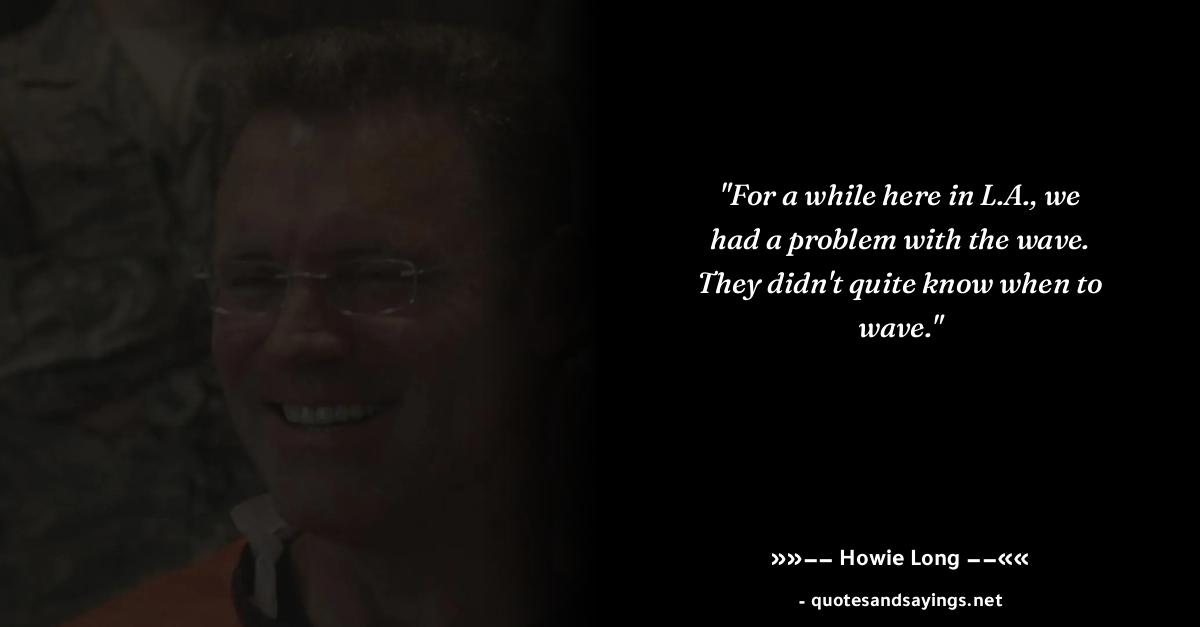 "For a while here in L.A., we
had a problem with the wave.
They didn't quite know when to
wave."
»»−− Howie Long −−««
- quotesandsayings.net